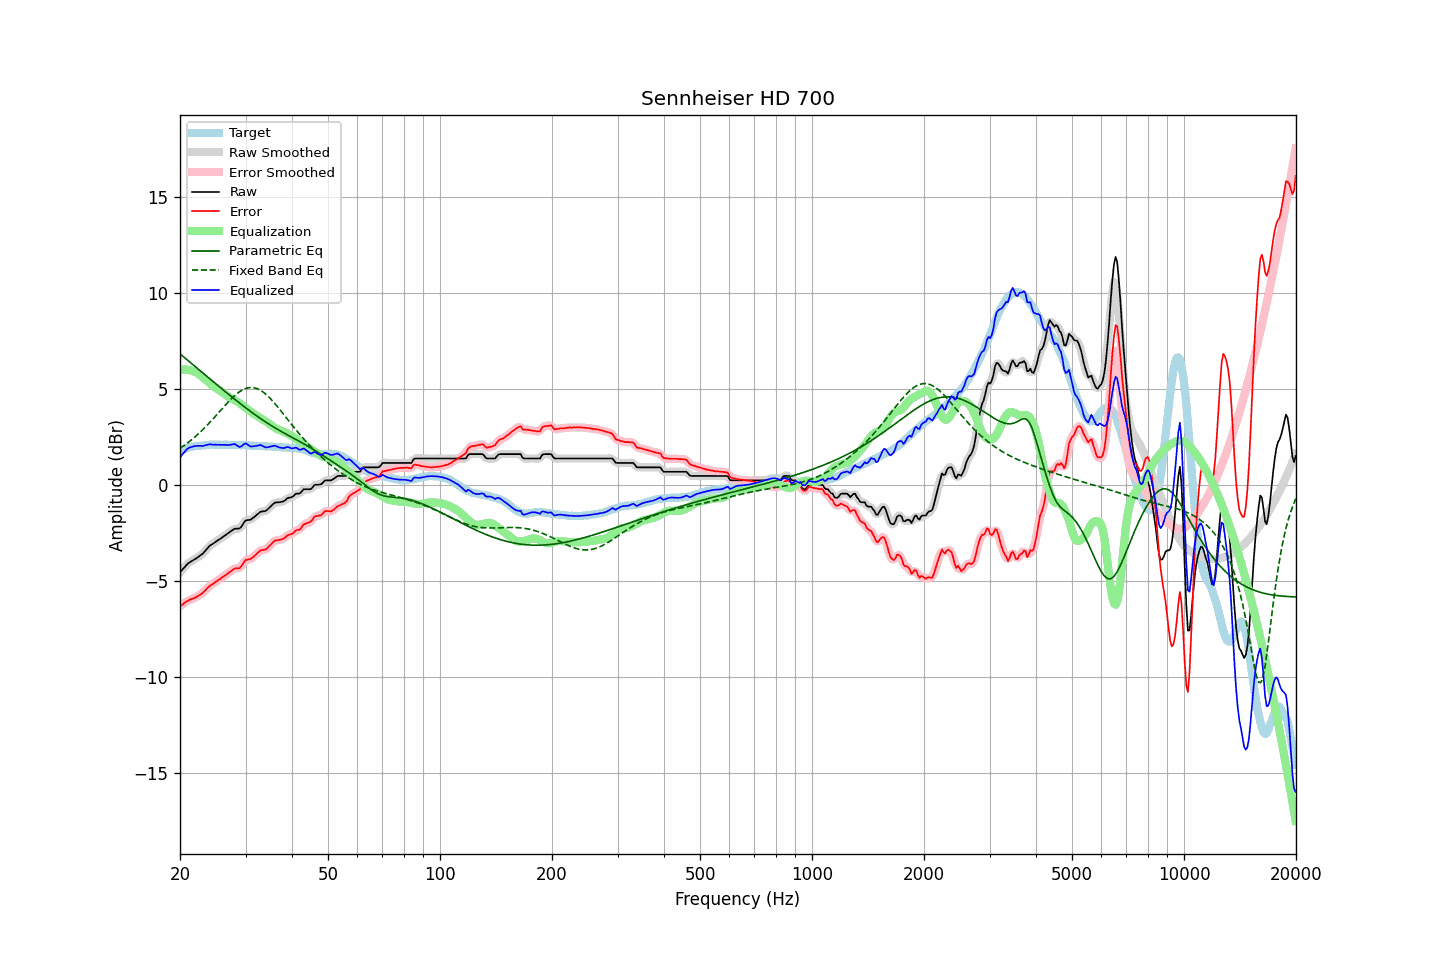 Sennheiser HD 700
Target
Raw Smoothed
Error Smoothed
Raw
Error
Equalization
Parametric Eq
Fixed Band Eq
Equalized
15
10
5
0
−5
−10
−15
Amplitude (dBr)
20 50 100 200 500 1000 2000 5000 10000 20000
Frequency (Hz)